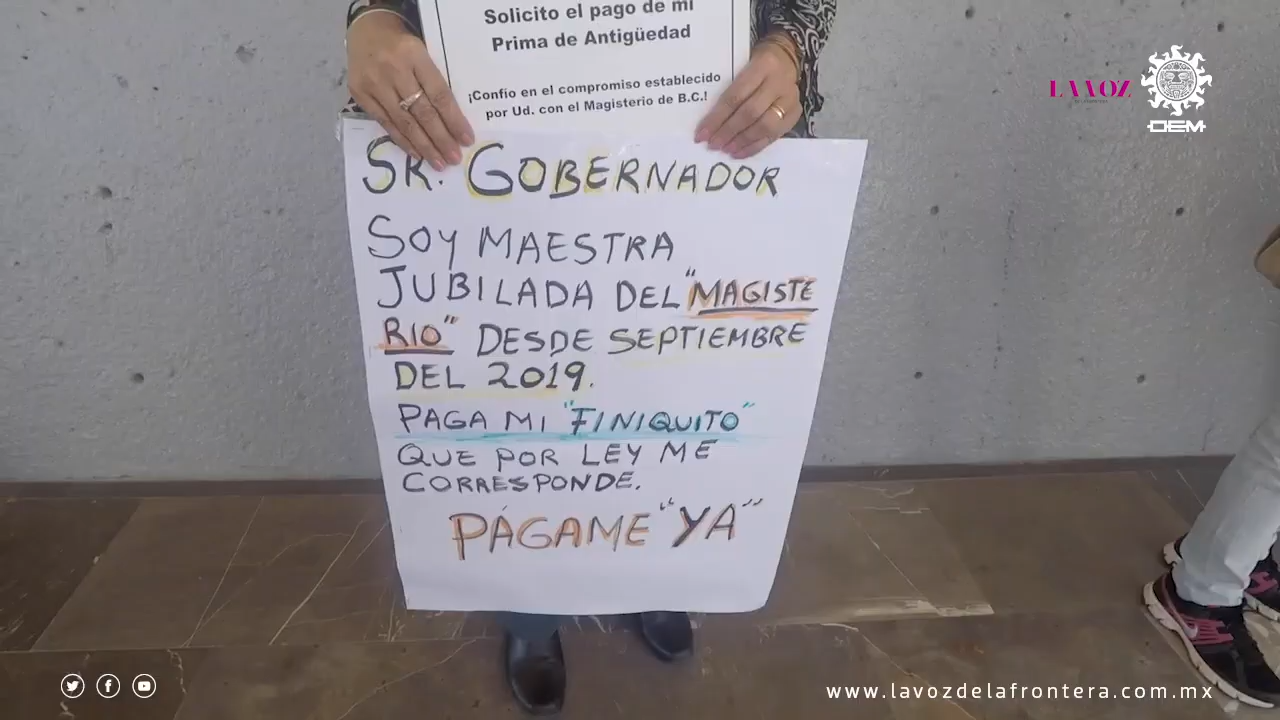 Solicito el pago de mi
Prima de Antigüedad
¡Confio en el compromiso establecido
por Ud. con el Magisterio de B.C.!
SR. GOBERNADOR
SOY MAESTRA
JUBILADA DEL "MAGISTE
RIO" DESDE SEPTIEMBRE
DEL 2019.
PAGA MI "FINIQUITO"
QUE POR LEY ME
CORRESPONDE.
PÁGAME "YA"
LA VOZ
OEM
www.lavozdelafrontera.com.mx